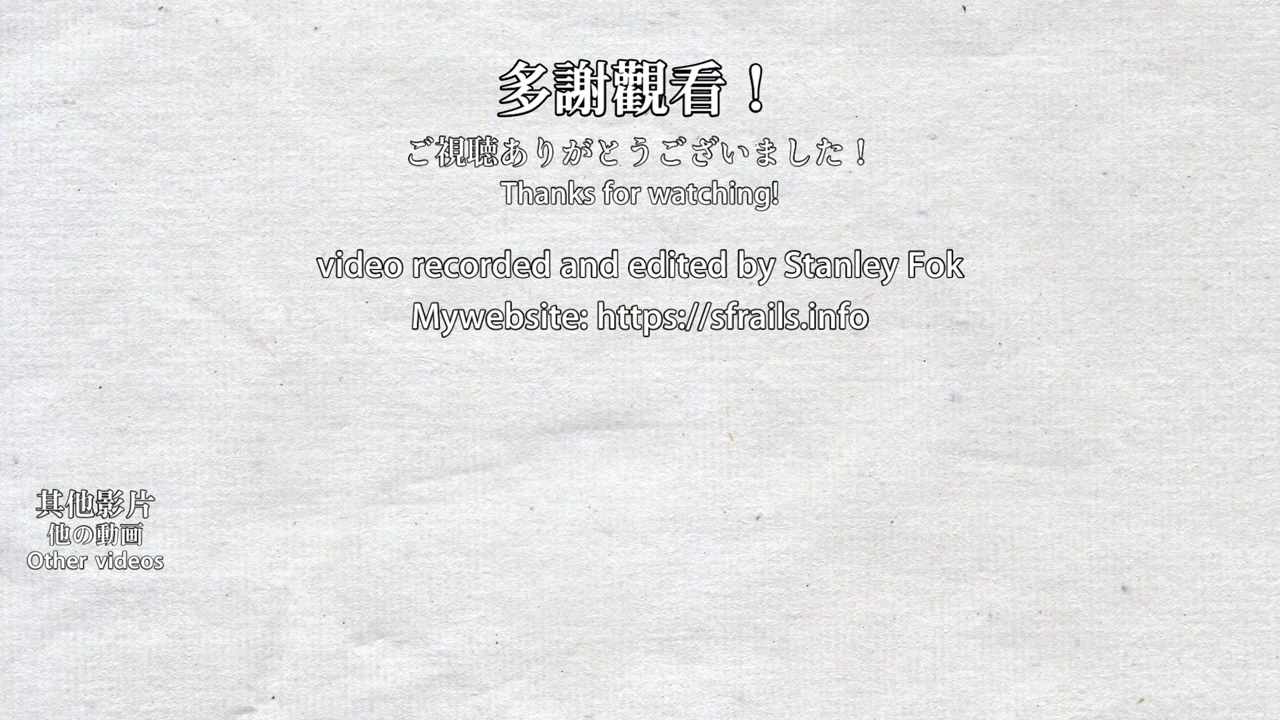 多謝觀看！
ご視聴ありがとうございました！
Thanks for watching!
video recorded and edited by Stanley Fok
Mywebsite: https://sfrails.info
其他影片
他の動画
Other videos